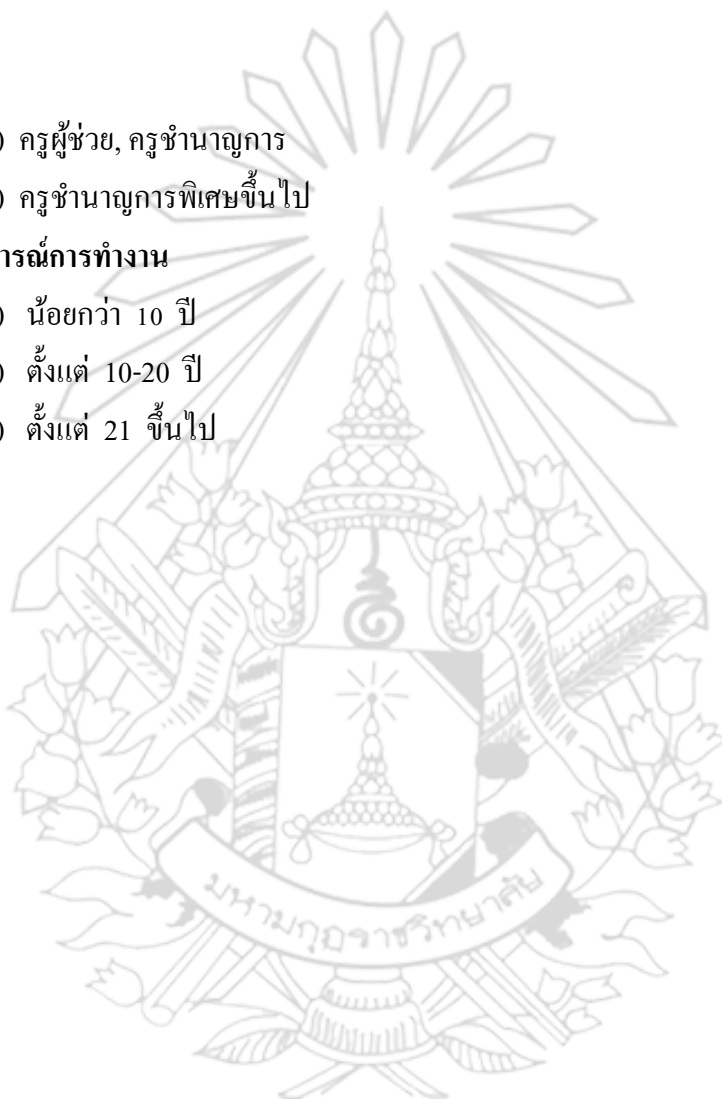 ) ครูผู้ช่วย, ครูชำนาญการ
) ครูชำนาญการพิเศษขึ้นไป
ารณ์การทำงาน
) น้อยกว่า 10 ปี
) ตั้งแต่ 10-20 ปี
) ตั้งแต่ 21 ขึ้นไป
มหามกุฏราชวิทยาลัย